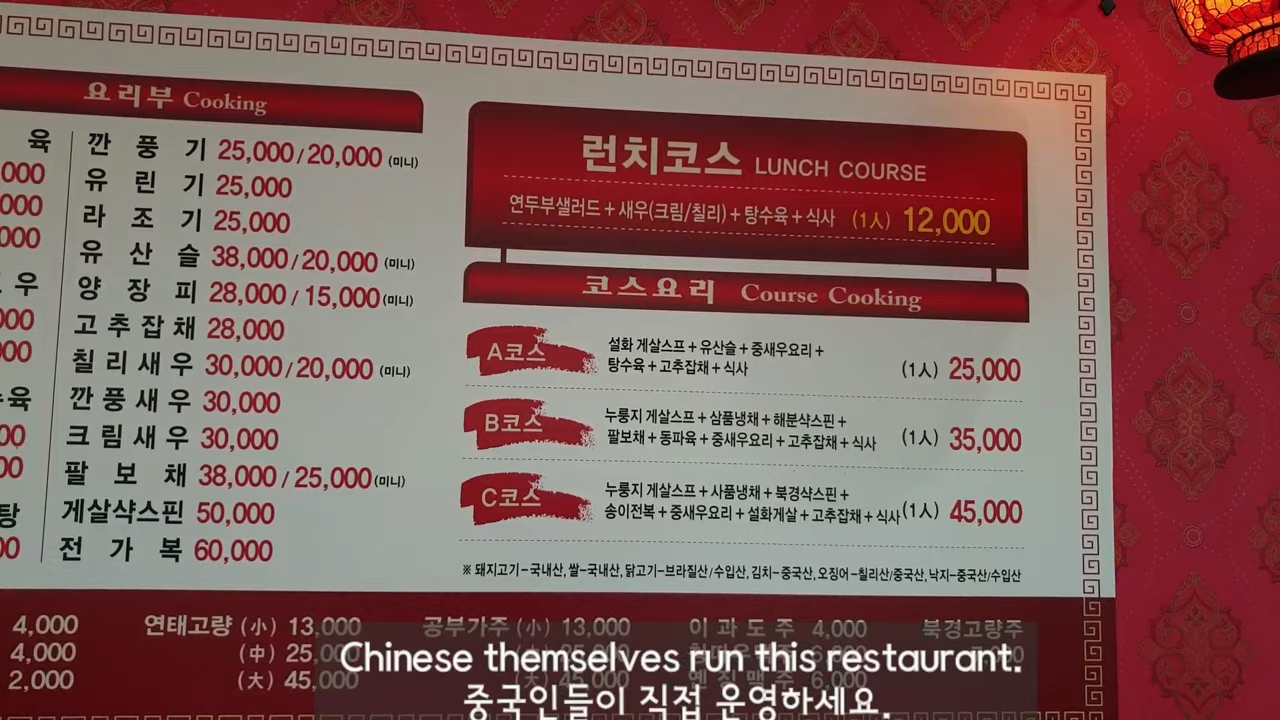 요리부 Cooking
육
000
000
000
우
000
000
육
00
00
탕
00
깐풍기 25,000/20,000 (미니)
유린기 25,000
라조기 25,000
유산슬 38,000/20,000 (미니)
양장피 28,000/15,000 (미니)
고추잡채 28,000
칠리새우 30,000/20,000 (미니)
깐풍새우 30,000
크림새우 30,000
팔보채 38,000/25,000 (미니)
게살샥스핀 50,000
전가복 60,000
런치코스 LUNCH COURSE
연두부샐러드+새우(크림/칠리)+탕수육+식사 (1人) 12,000
코스요리 Course Cooking
A코스
설화 게살스프+유산슬+중새우요리+
탕수육+고추잡채+식사 (1人) 25,000
B코스
누룽지 게살스프+삼품냉채+해분샥스핀+
팔보채+동파육+중새우요리+고추잡채+식사 (1人) 35,000
C코스
누룽지 게살스프+사품냉채+북경샥스핀+
송이전복+중새우요리+설화게살+고추잡채+식사 (1人) 45,000
※ 돼지고기-국내산, 쌀-국내산, 닭고기-브라질산/수입산, 김치-중국산, 오징어-칠리산/중국산, 낙지-중국산/수입산
4,000 연태고량 (小) 13,000 공부가주 (小) 13,000 이과도주 4,000 북경고량주
4,000 (中) 25,000
2,000 (大) 45,000 45,000 6,000
Chinese themselves run this restaurant.
중국인들이 직접 운영하세요.